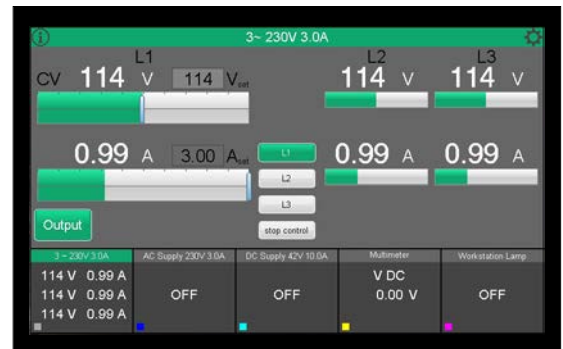 3~ 230V 3.0A
L1 L2 L3
CV 114 V 114 Vset 114 V 114 V
0.99 A 3.00 Aset 0.99 A 0.99 A
L1
L2
L3
stop control
Output
3 ~ 230V 3.0A
114 V 0.99 A
114 V 0.99 A
114 V 0.99 A
AC Supply 230V 3.0A
OFF
DC Supply 42V 10.0A
OFF
Multimeter
V DC
0.00 V
Workstation Lamp
OFF